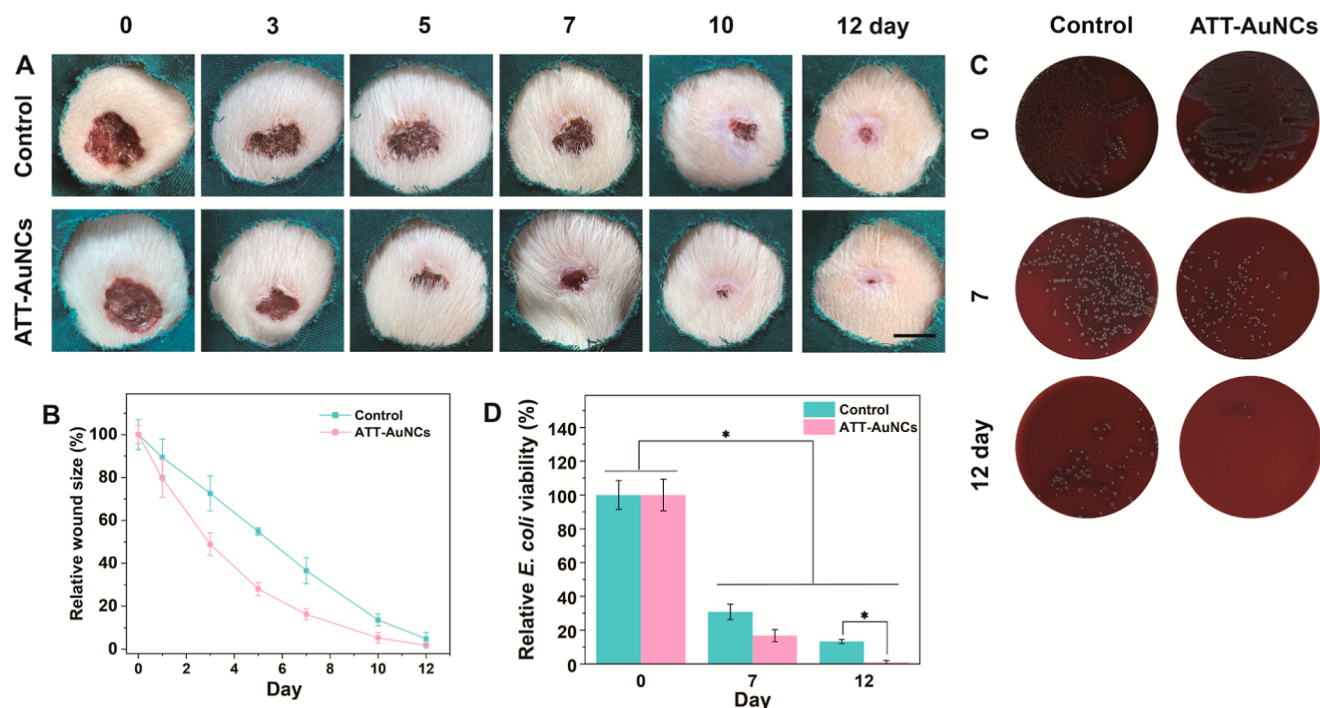 0 3 5 7 10 12 day
A
Control
ATT-AuNCs
B
Relative wound size (%)
100
80
60
40
20
0
0 2 4 6 8 10 12
Day
Control
ATT-AuNCs
C
Control ATT-AuNCs
0
7
12 day
D
Relative E. coli viability (%)
140
120
100
80
60
40
20
0
0 7 12
Day
Control
ATT-AuNCs
*
*